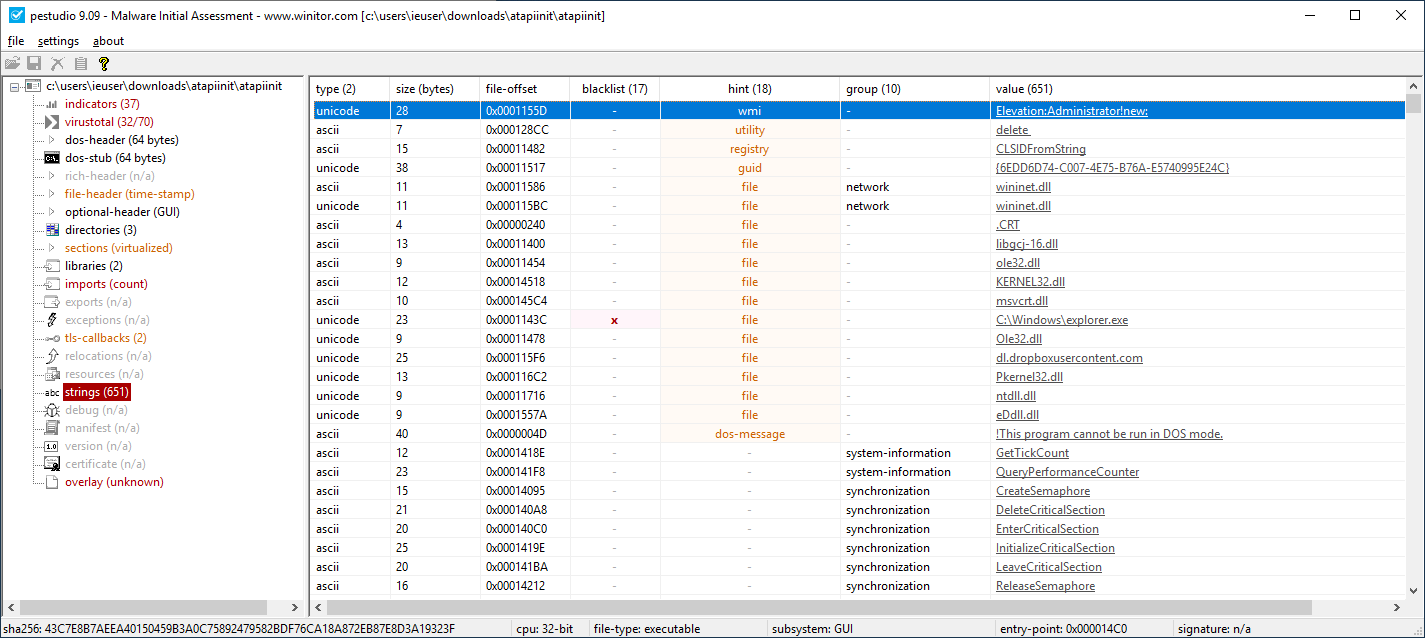 pestudio 9.09 - Malware Initial Assessment - www.winitor.com [c:\users\ieuser\downloads\atapiinit\atapiinit]
file settings about
c:\users\ieuser\downloads\atapiinit\atapiinit
indicators (37)
virustotal (32/70)
dos-header (64 bytes)
dos-stub (64 bytes)
rich-header (n/a)
file-header (time-stamp)
optional-header (GUI)
directories (3)
sections (virtualized)
libraries (2)
imports (count)
exports (n/a)
exceptions (n/a)
tls-callbacks (2)
relocations (n/a)
resources (n/a)
abc strings (651)
debug (n/a)
manifest (n/a)
1.0 version (n/a)
certificate (n/a)
overlay (unknown)
type (2) size (bytes) file-offset blacklist (17) hint (18) group (10) value (651)
unicode 28 0x0001155D - wmi - Elevation:Administrator!new:
ascii 7 0x000128CC - utility - delete
ascii 15 0x00011482 - registry - CLSIDFromString
unicode 38 0x00011517 - guid - {6EDD6D74-C007-4E75-B76A-E5740995E24C}
ascii 11 0x00011586 - file network wininet.dll
unicode 11 0x000115BC - file network wininet.dll
ascii 4 0x00000240 - file - .CRT
ascii 13 0x00011400 - file - libgcj-16.dll
ascii 9 0x00011454 - file - ole32.dll
ascii 12 0x00014518 - file - KERNEL32.dll
ascii 10 0x000145C4 - file - msvcrt.dll
unicode 23 0x0001143C x file - C:\Windows\explorer.exe
unicode 9 0x00011478 - file - Ole32.dll
unicode 25 0x000115F6 - file - dl.dropboxusercontent.com
unicode 13 0x000116C2 - file - Pkernel32.dll
unicode 9 0x00011716 - file - ntdll.dll
unicode 9 0x0001557A - file - eDdll.dll
ascii 40 0x0000004D - dos-message - !This program cannot be run in DOS mode.
ascii 12 0x0001418E - - system-information GetTickCount
ascii 23 0x000141F8 - - system-information QueryPerformanceCounter
ascii 15 0x00014095 - - synchronization CreateSemaphore
ascii 21 0x000140A8 - - synchronization DeleteCriticalSection
ascii 20 0x000140C0 - - synchronization EnterCriticalSection
ascii 25 0x0001419E - - synchronization InitializeCriticalSection
ascii 20 0x000141BA - - synchronization LeaveCriticalSection
ascii 16 0x00014212 - - synchronization ReleaseSemaphore
sha256: 43C7E8B7AEEA40150459B3A0C75892479582BDF76CA18A872EB87E8D3A19323F cpu: 32-bit file-type: executable subsystem: GUI entry-point: 0x000014C0 signature: n/a